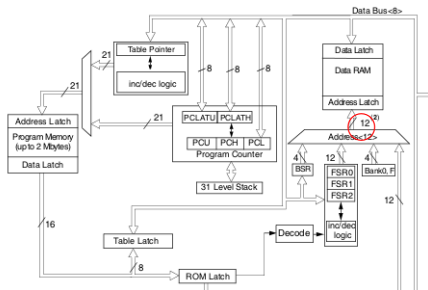 Data Bus<8>
21
21
Table Pointer
inc/dec logic
8
8
8
Data Latch
Data RAM
Address Latch
21
PCLATU PCLATH
PCU PCH PCL
Program Counter
12 (2)
Address<12>
Address Latch
Program Memory
(up to 2 Mbytes)
Data Latch
31 Level Stack
4
12
4
BSR
FSR0
FSR1
FSR2
inc/dec
logic
Bank0, F
12
16
Table Latch
Decode
8
ROM Latch